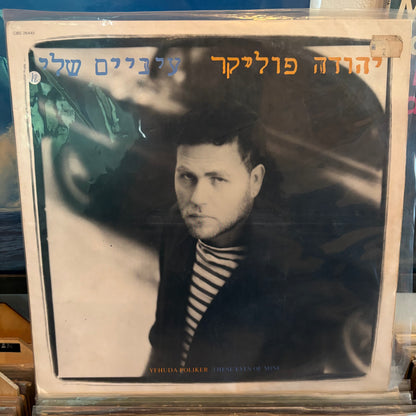 יהודה פוליקר עיניים שלי
YEHUDA POLIKER THESE EYES OF MINE